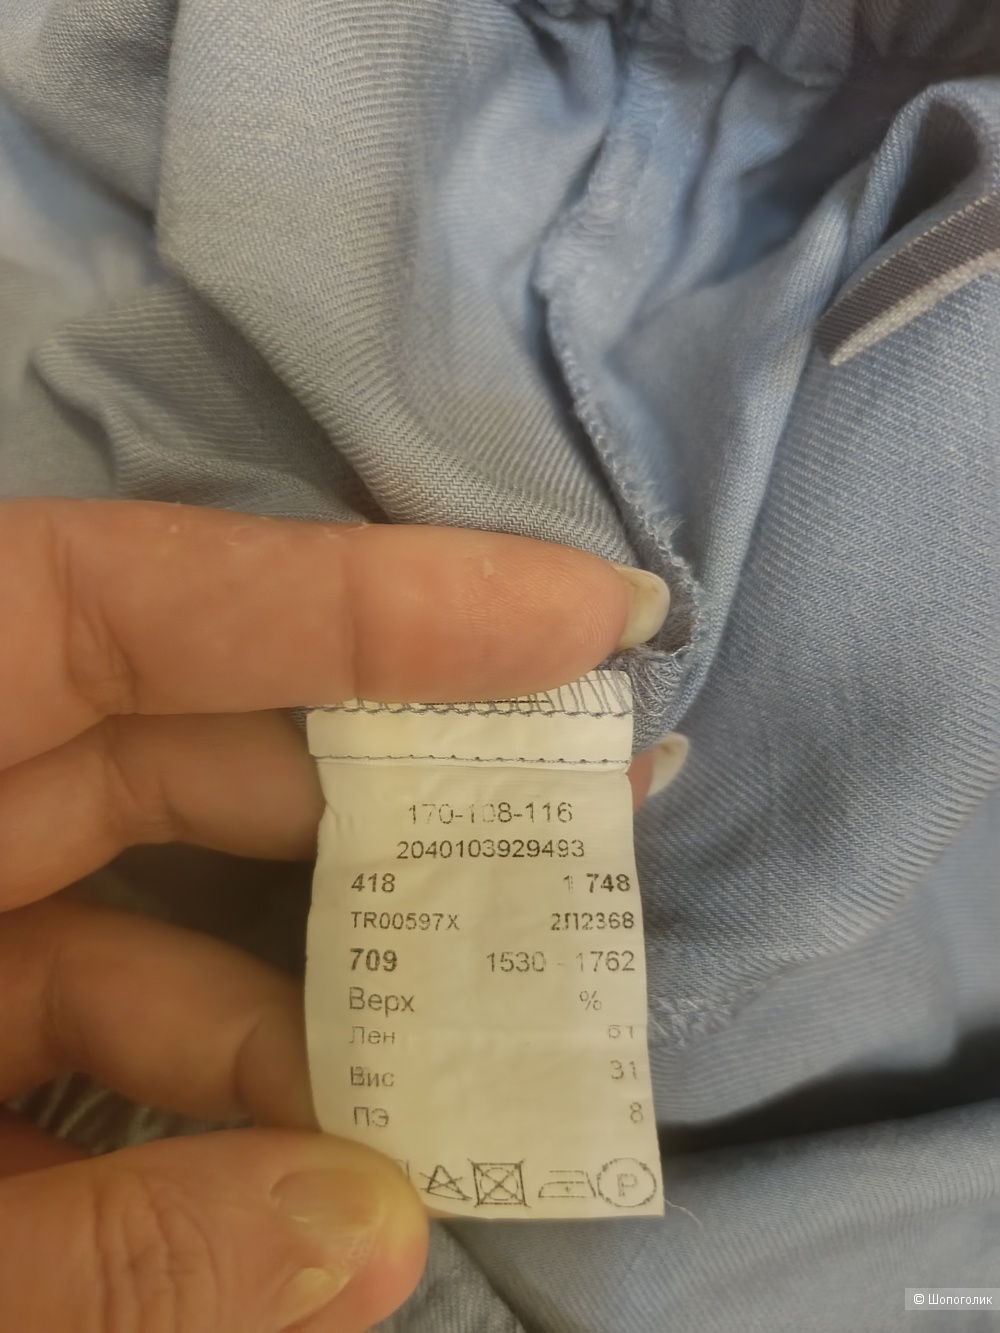 170-108-116
2040103929493
418 1 748
TR00597X 2П2368
709 1530 - 1762
Верх %
Лен 61
Вис 31
ПЭ 8
P
© Шопоголик